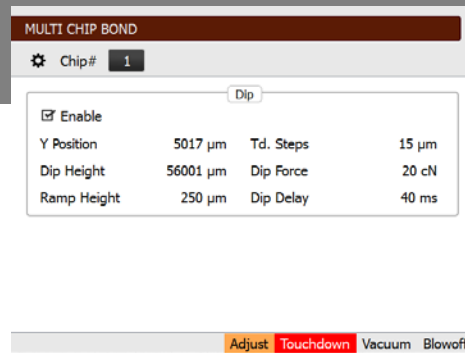 MULTI CHIP BOND
Chip# 1
Dip
Enable
Y Position 5017 µm Td. Steps 15 µm
Dip Height 56001 µm Dip Force 20 cN
Ramp Height 250 µm Dip Delay 40 ms
Adjust Touchdown Vacuum Blowoff